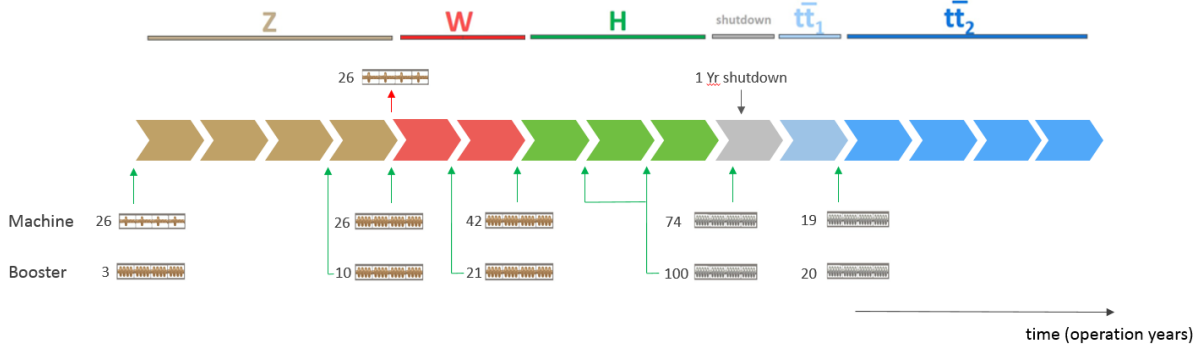 Z W H shutdown tt̅₁ tt̅₂
26 1 Yr shutdown
Machine 26 26 42 74 19
Booster 3 10 21 100 20
time (operation years)